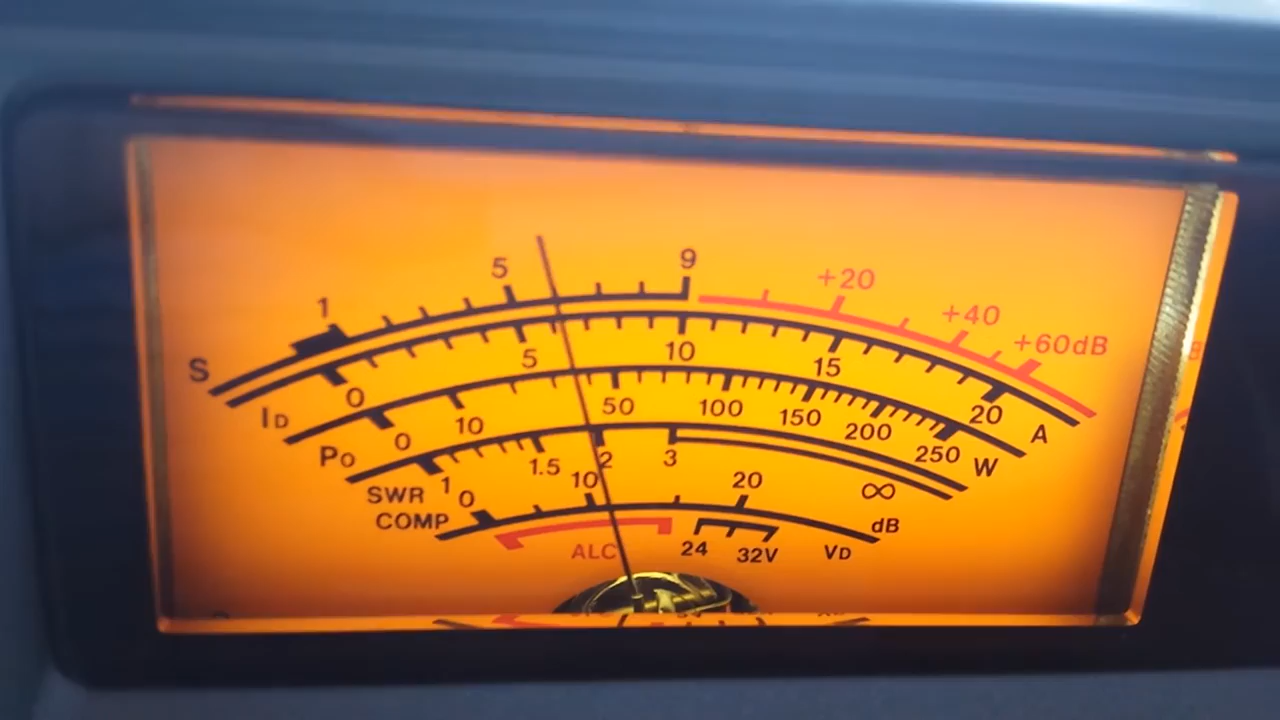 S 1 5 9 +20 +40 +60dB
ID 0 5 10 15 20 A
PO 0 10 50 100 150 200 250 W
SWR 1 1.5 2 3 ∞
COMP 0 10 20 dB
ALC 24 32V VD